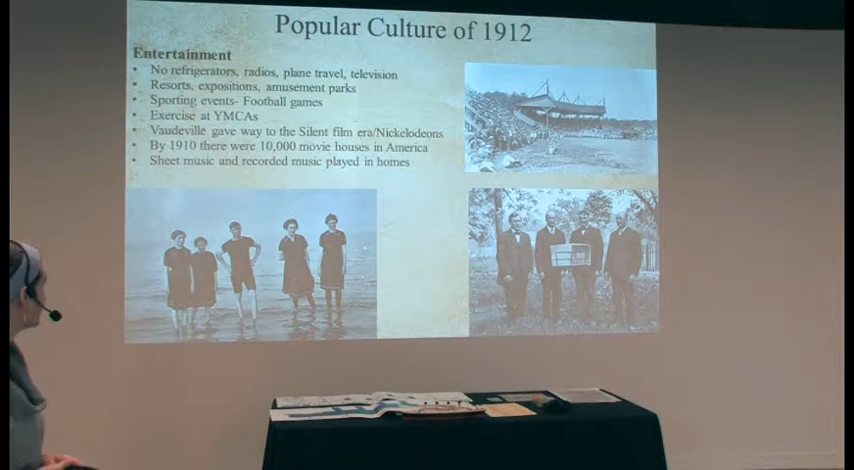 Popular Culture of 1912
Entertainment
• No refrigerators, radios, plane travel, television
• Resorts, expositions, amusement parks
• Sporting events- Football games
• Exercise at YMCAs
• Vaudeville gave way to the Silent film era/Nickelodeons
• By 1910 there were 10,000 movie houses in America
• Sheet music and recorded music played in homes